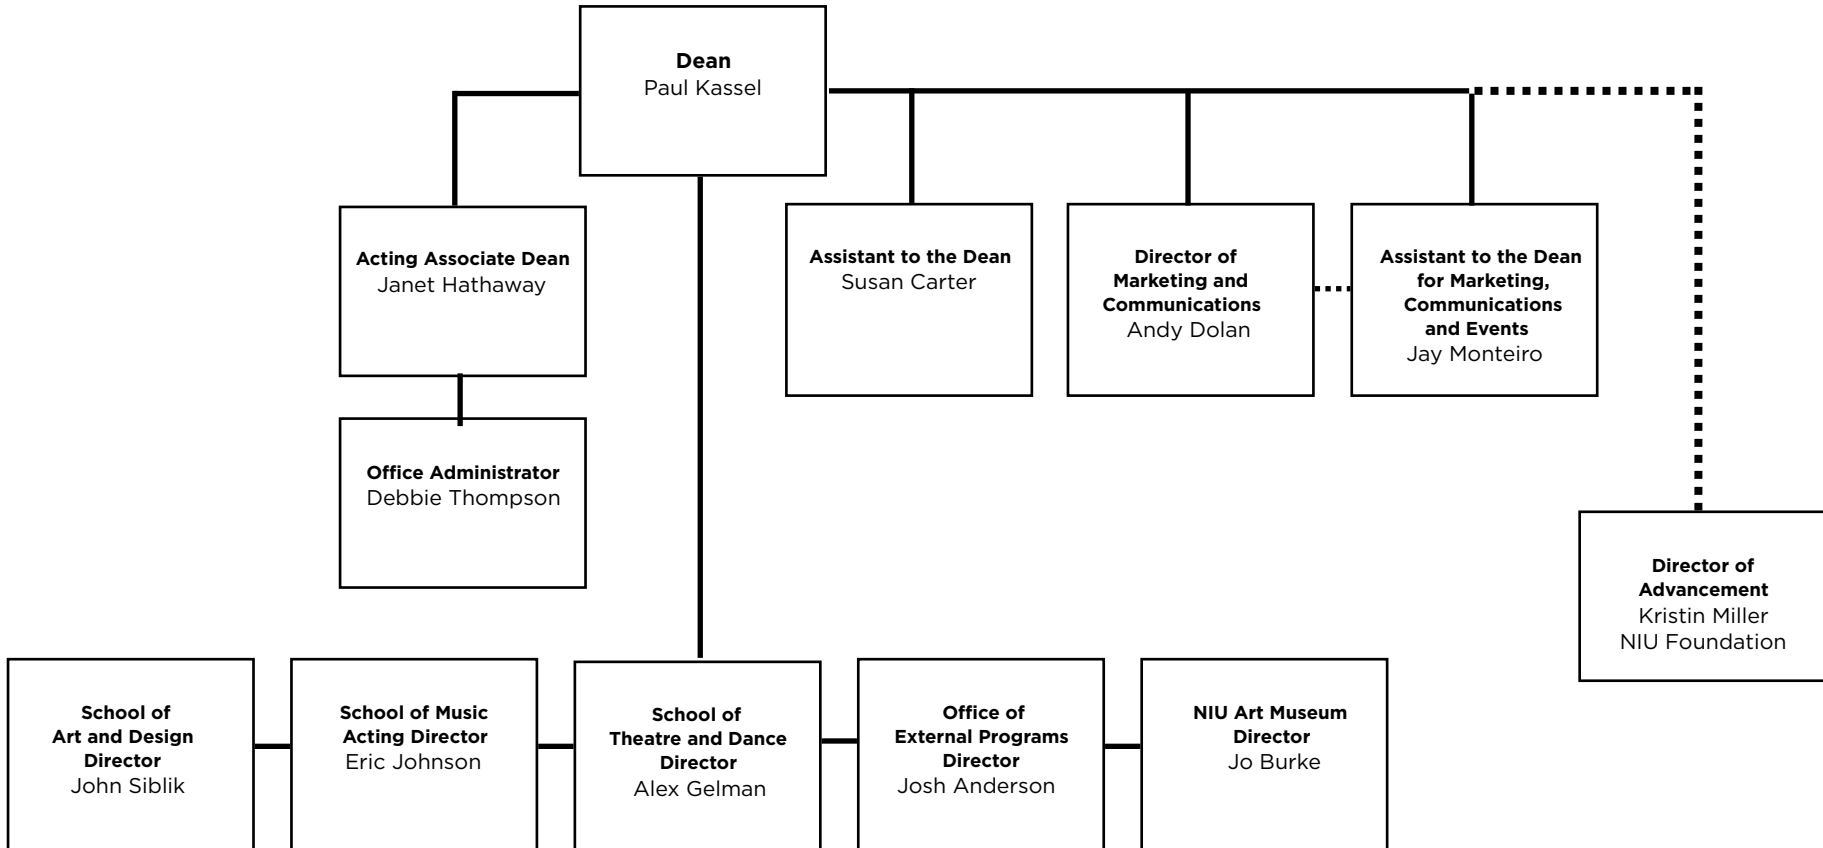 Dean
Paul Kassel
Acting Associate Dean
Janet Hathaway
Assistant to the Dean
Susan Carter
Director of
Marketing and
Communications
Andy Dolan
Assistant to the Dean
for Marketing,
Communications
and Events
Jay Monteiro
Office Administrator
Debbie Thompson
Director of
Advancement
Kristin Miller
NIU Foundation
School of
Art and Design
Director
John Siblik
School of Music
Acting Director
Eric Johnson
School of
Theatre and Dance
Director
Alex Gelman
Office of
External Programs
Director
Josh Anderson
NIU Art Museum
Director
Jo Burke